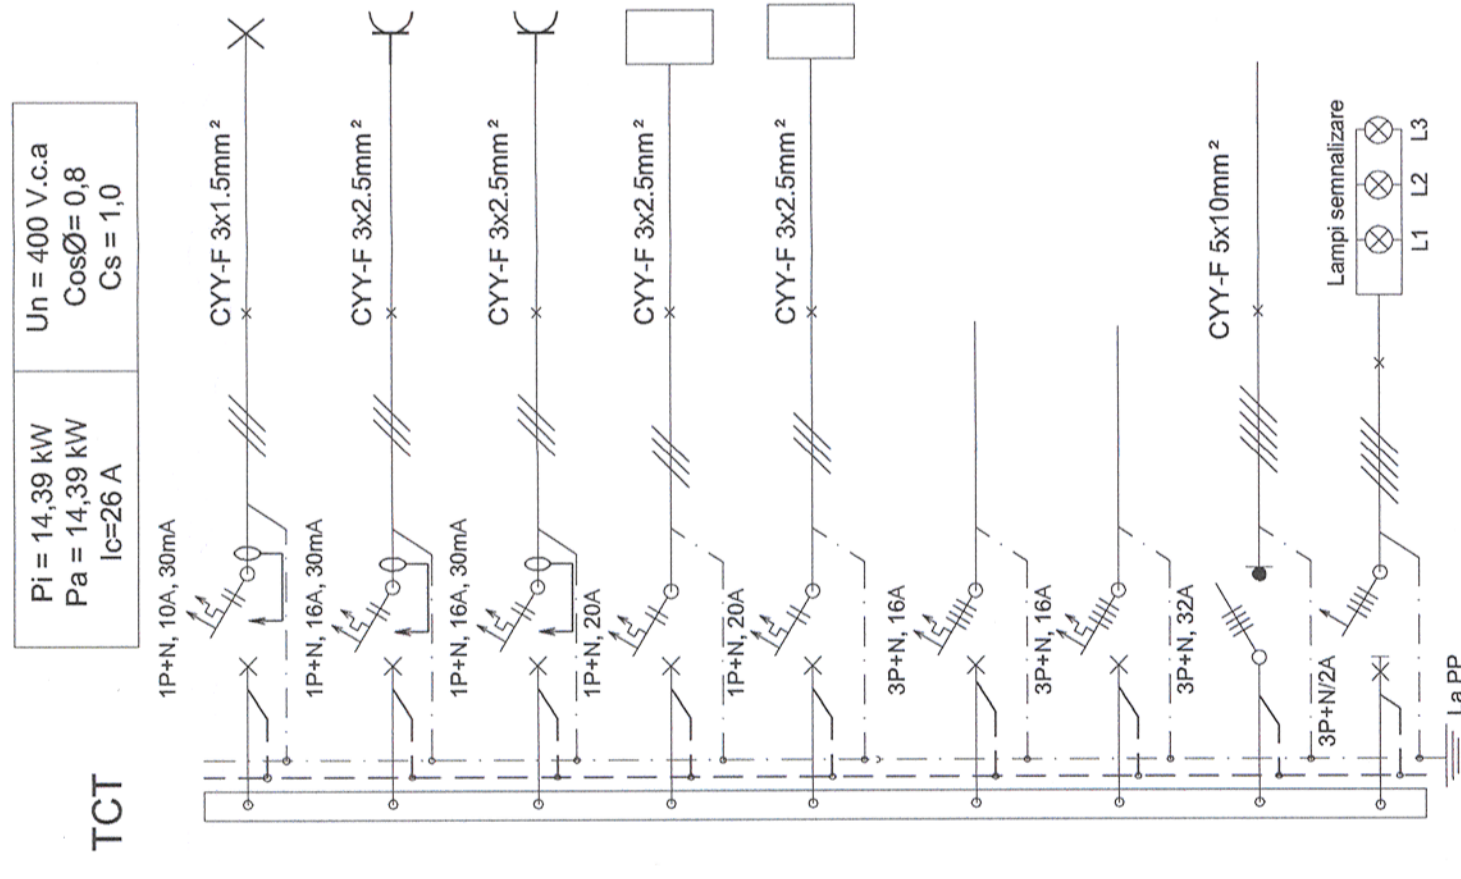 TCT
Pi = 14,39 kW
Pa = 14,39 kW
Ic=26 A
Un = 400 V.c.a
CosØ= 0,8
Cs = 1,0
1P+N, 10A, 30mA
CYY-F 3x1.5mm²
1P+N, 16A, 30mA
CYY-F 3x2.5mm²
1P+N, 16A, 30mA
CYY-F 3x2.5mm²
1P+N, 20A
CYY-F 3x2.5mm²
1P+N, 20A
CYY-F 3x2.5mm²
3P+N, 16A
3P+N, 16A
3P+N, 32A
CYY-F 5x10mm²
3P+N/2A
Lampi semnalizare
L1
L2
L3
La PP